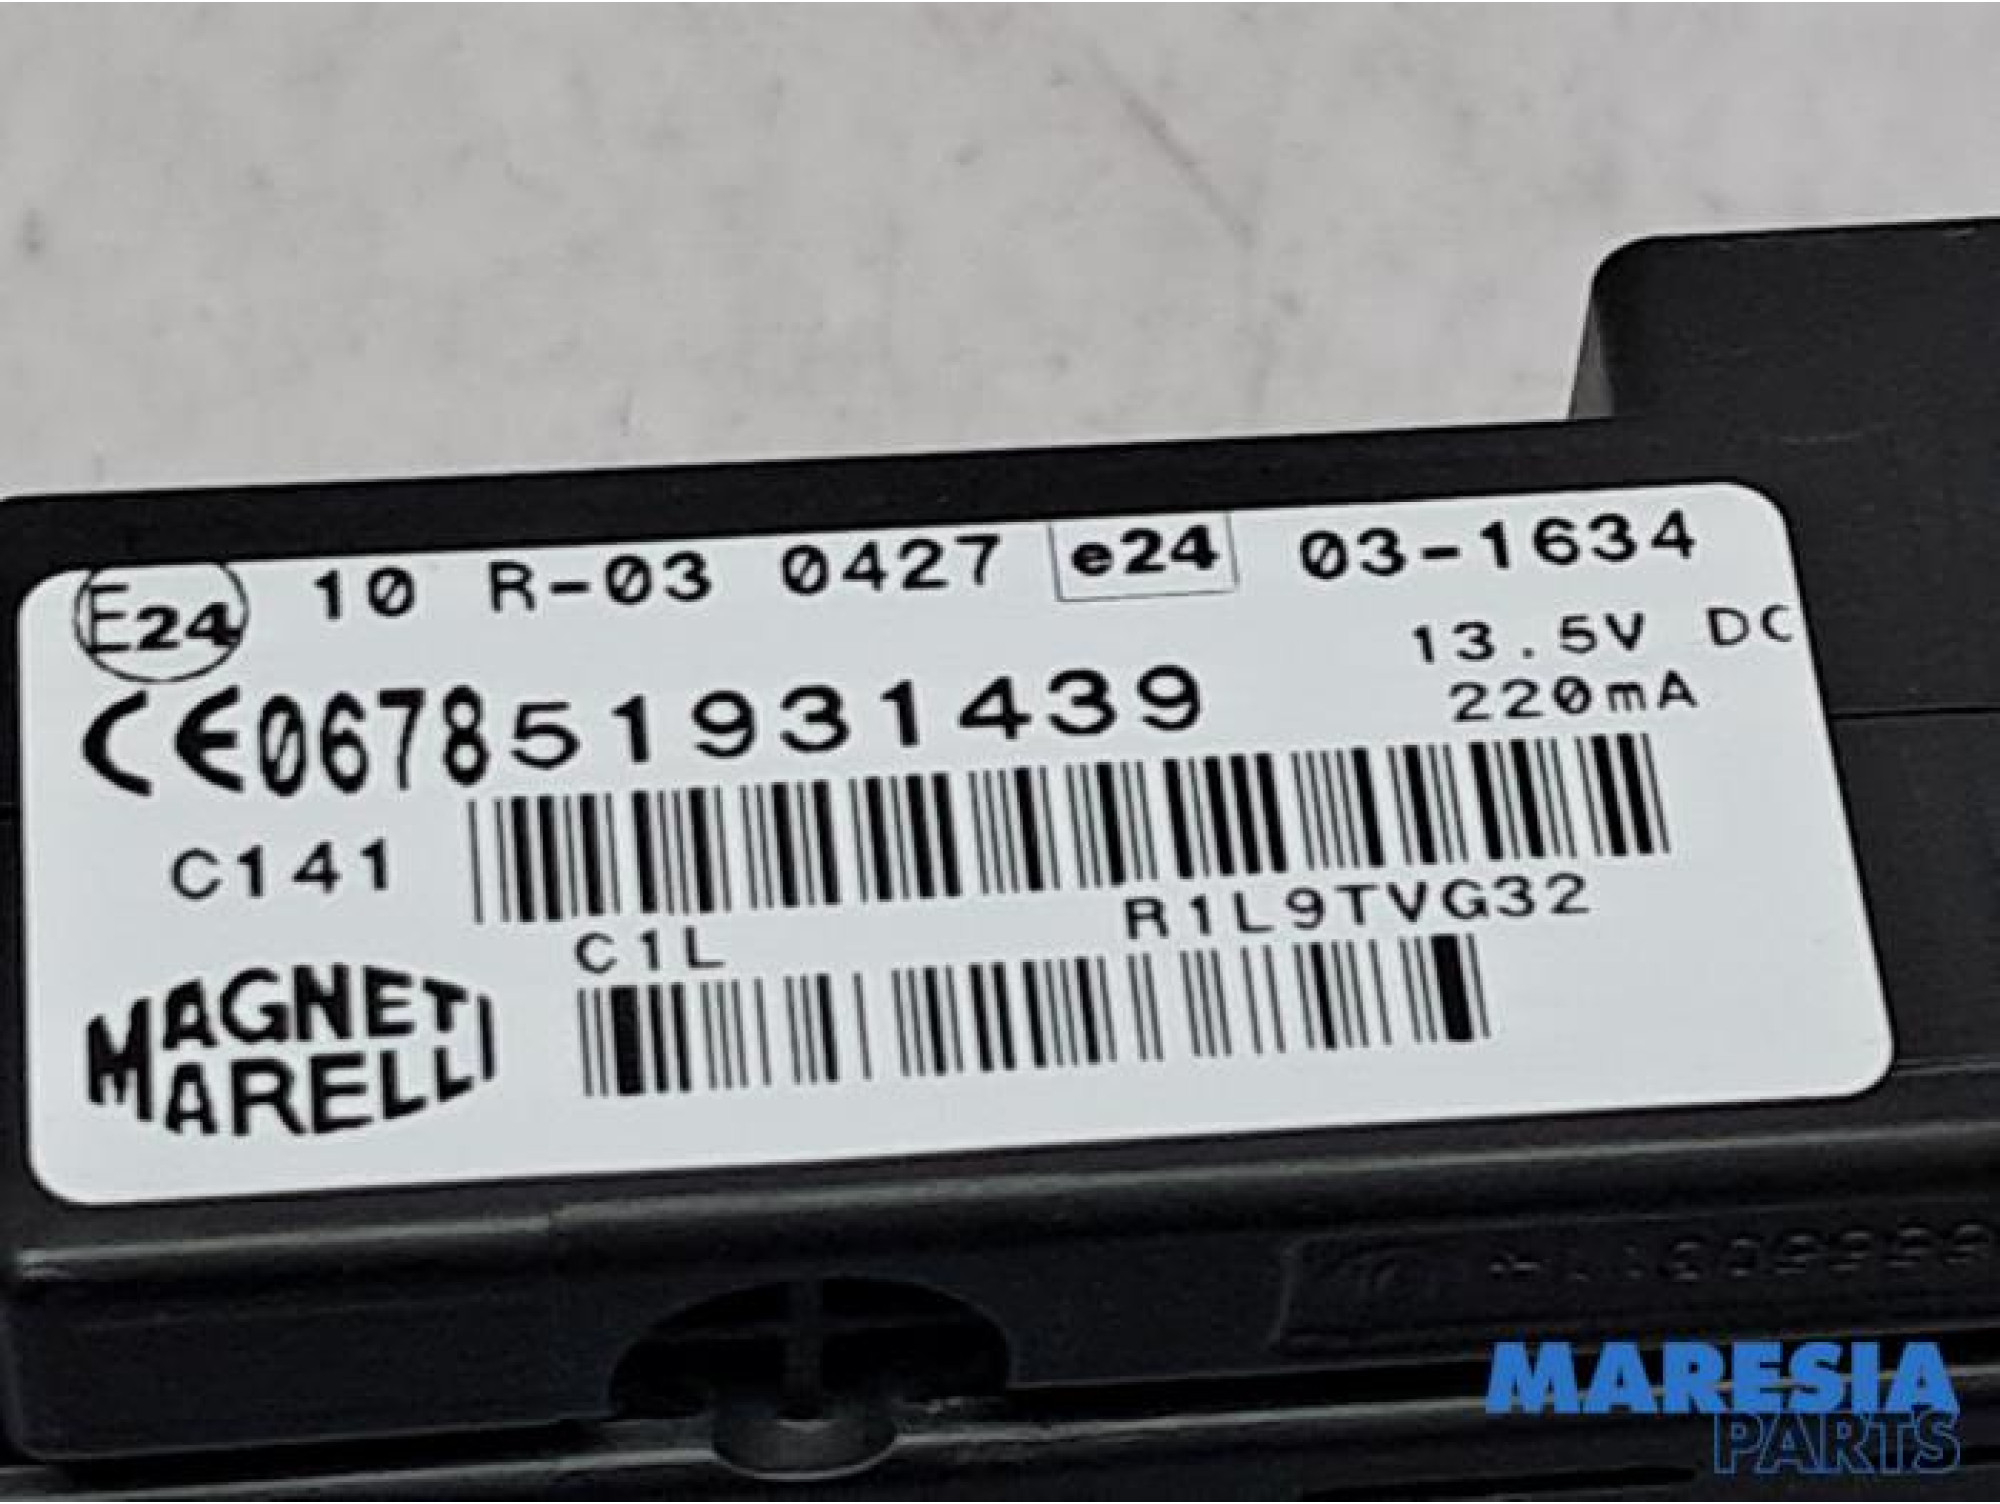 E24 10 R-03 0427 e24 03-1634
13.5V DC
CE0678 51931439 220mA
C141
C1L R1L9TVG32
MAGNETI
MARELLI
MARESIA
PARTS